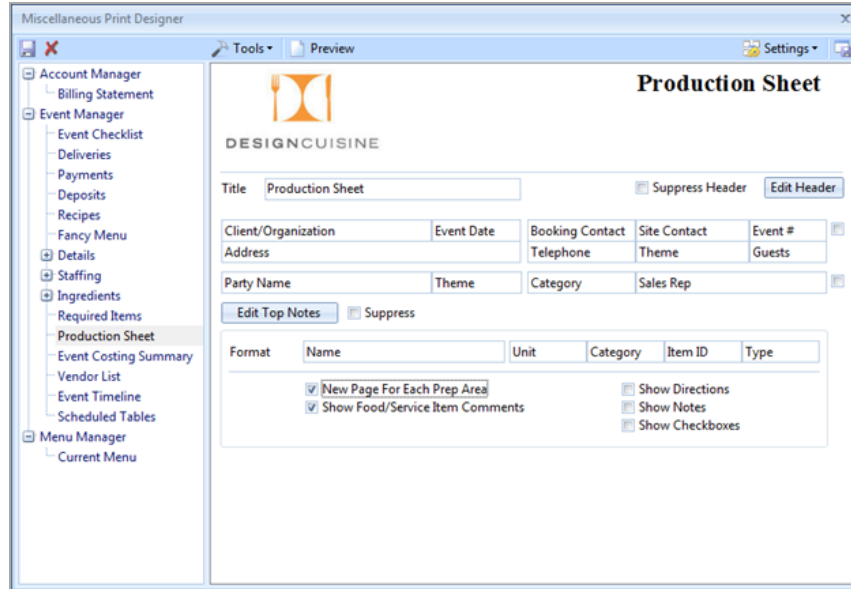 Miscellaneous Print Designer
x
Tools Preview Settings
Account Manager
Billing Statement
Event Manager
Event Checklist
Deliveries
Payments
Deposits
Recipes
Fancy Menu
Details
Staffing
Ingredients
Required Items
Production Sheet
Event Costing Summary
Vendor List
Event Timeline
Scheduled Tables
Menu Manager
Current Menu
Production Sheet
DESIGNCUISINE
Title Production Sheet Suppress Header Edit Header
Client/Organization Event Date Booking Contact Site Contact Event #
Address Telephone Theme Guests
Party Name Theme Category Sales Rep
Edit Top Notes Suppress
Format Name Unit Category Item ID Type
New Page For Each Prep Area Show Directions
Show Food/Service Item Comments Show Notes
Show Checkboxes